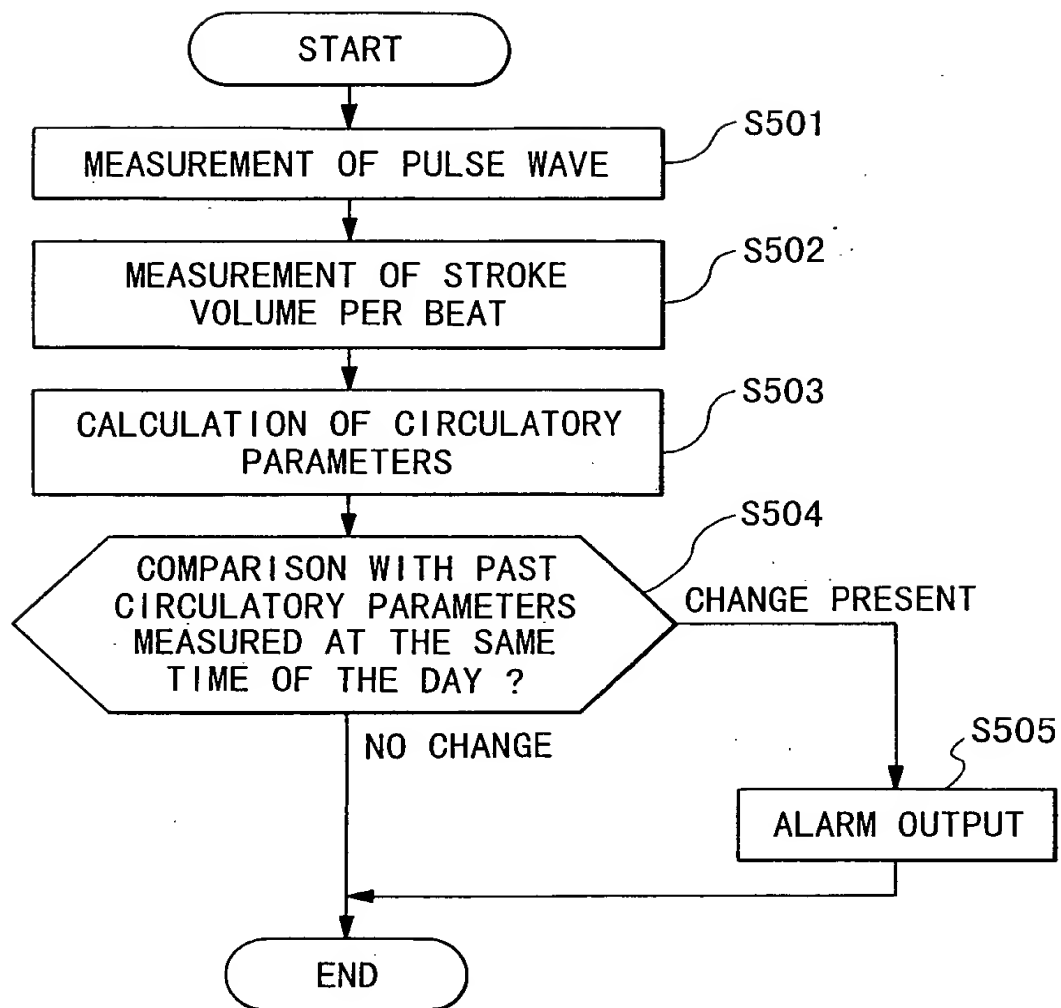 START
S501
MEASUREMENT OF PULSE WAVE
S502
MEASUREMENT OF STROKE
VOLUME PER BEAT
S503
CALCULATION OF CIRCULATORY
PARAMETERS
S504
COMPARISON WITH PAST
CIRCULATORY PARAMETERS
MEASURED AT THE SAME
TIME OF THE DAY ?
CHANGE PRESENT
NO CHANGE
S505
ALARM OUTPUT
END